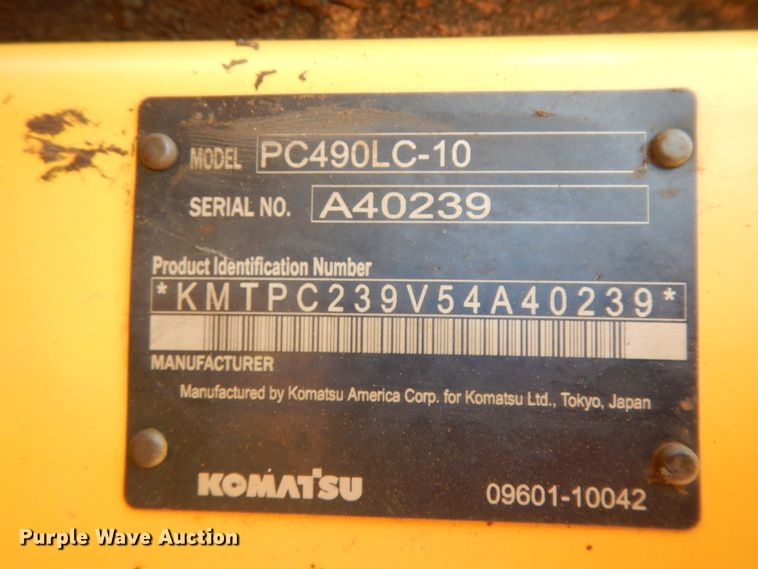 MODEL PC490LC-10
SERIAL NO. A40239
Product Identification Number
*KMTPC239V54A40239*
MANUFACTURER
Manufactured by Komatsu America Corp. for Komatsu Ltd., Tokyo, Japan
KOMATSU 09601-10042
Purple Wave Auction